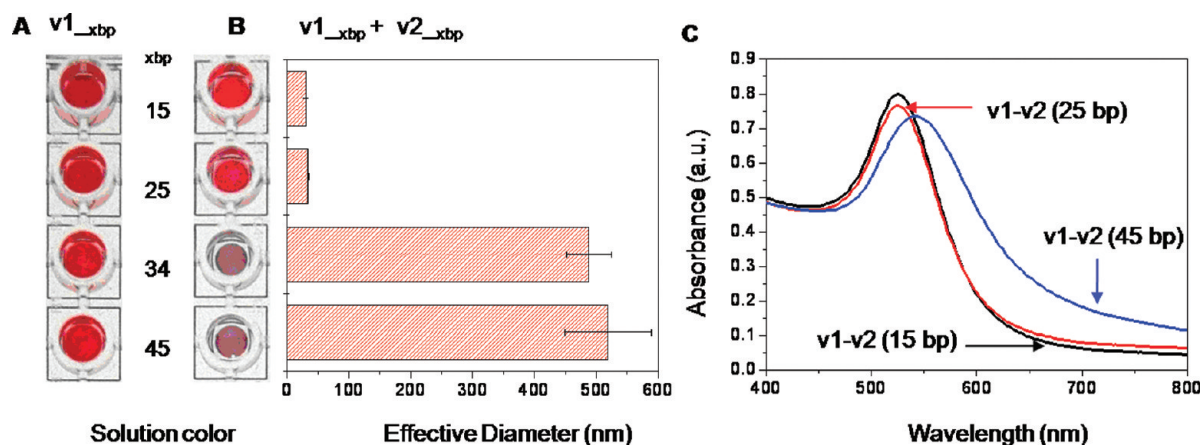 A v1_xbp B v1_xbp + v2_xbp
xbp
15
25
34
45
0 100 200 300 400 500 600
Solution color Effective Diameter (nm)
C
0.9
0.8
0.7
0.6
0.5
0.4
0.3
0.2
0.1
0.0
Absorbance (a.u.)
v1-v2 (25 bp)
v1-v2 (45 bp)
v1-v2 (15 bp)
400 500 600 700 800
Wavelength (nm)